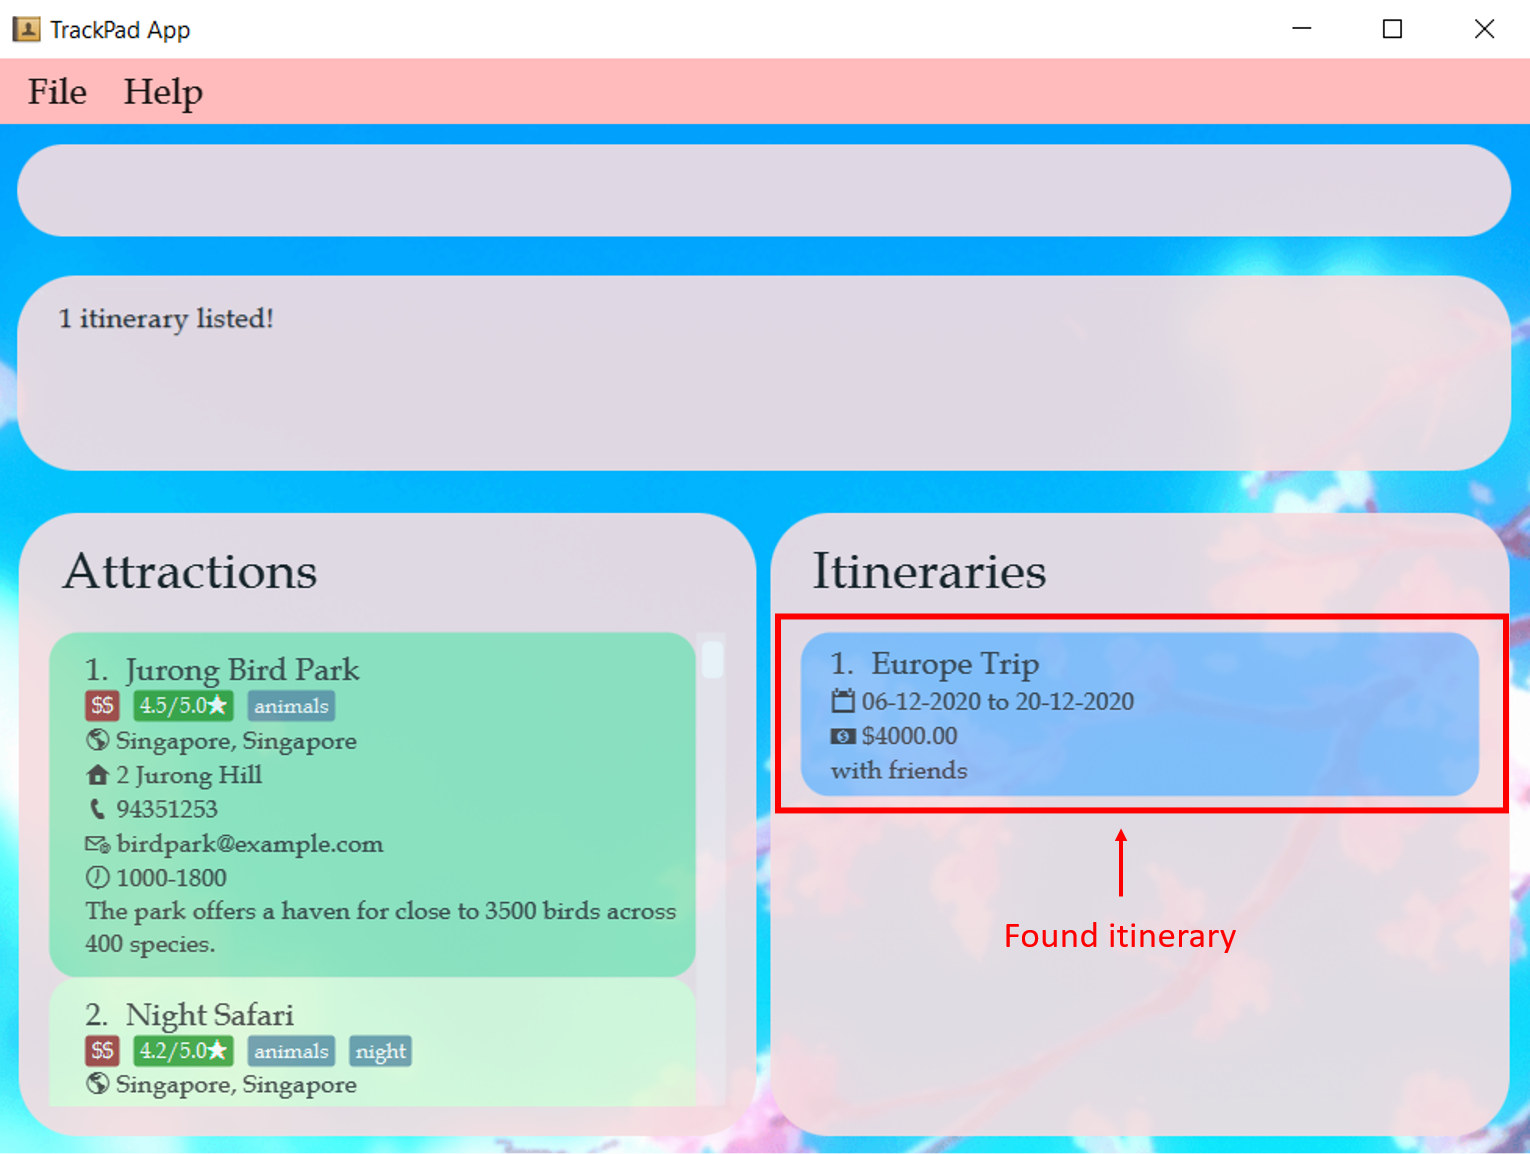 TrackPad App
File Help
1 itinerary listed!
Attractions
1. Jurong Bird Park
$$ 4.5/5.0★ animals
Singapore, Singapore
2 Jurong Hill
94351253
birdpark@example.com
1000-1800
The park offers a haven for close to 3500 birds across
400 species.
2. Night Safari
$$ 4.2/5.0★ animals night
Singapore, Singapore
Itineraries
1. Europe Trip
06-12-2020 to 20-12-2020
$4000.00
with friends
Found itinerary